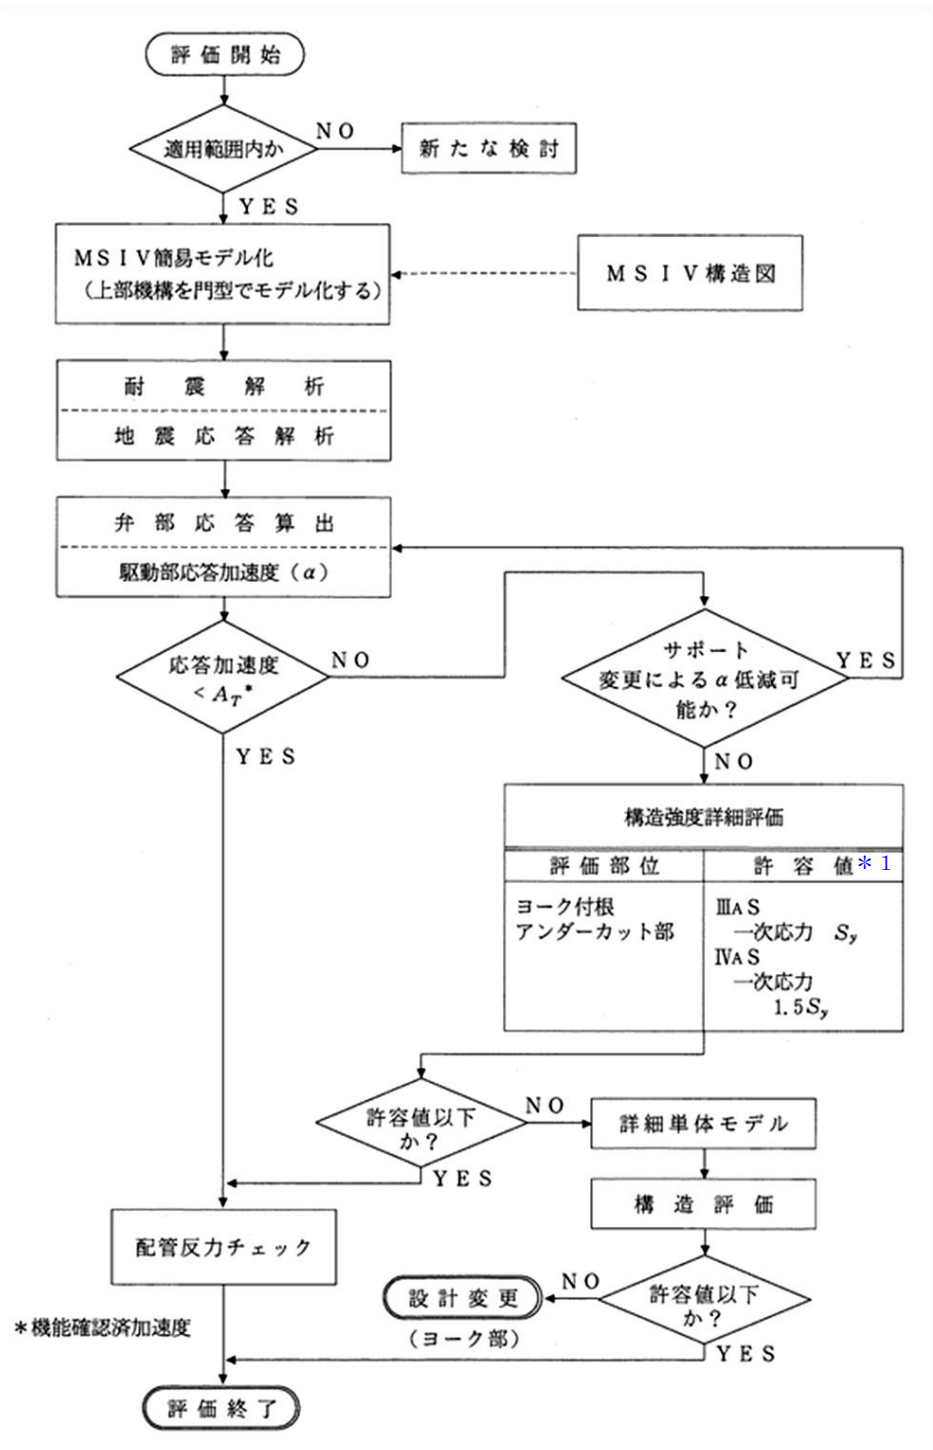 評価開始
適用範囲内か
NO
新たな検討
YES
MSIV簡易モデル化
(上部機構を門型でモデル化する)
MSIV構造図
耐震解析
地震応答解析
弁部応答算出
駆動部応答加速度(α)
応答加速度
<A_T*
NO
サポート
変更によるα低減可
能か?
YES
YES
NO
構造強度詳細評価
評価部位
許容値*1
ヨーク付根
アンダーカット部
ⅢAS
一次応力 Sy
ⅣAS
一次応力
1.5Sy
許容値以下
か?
NO
詳細単体モデル
YES
構造評価
配管反力チェック
許容値以下
か?
NO
設計変更
(ヨーク部)
YES
*機能確認済加速度
評価終了